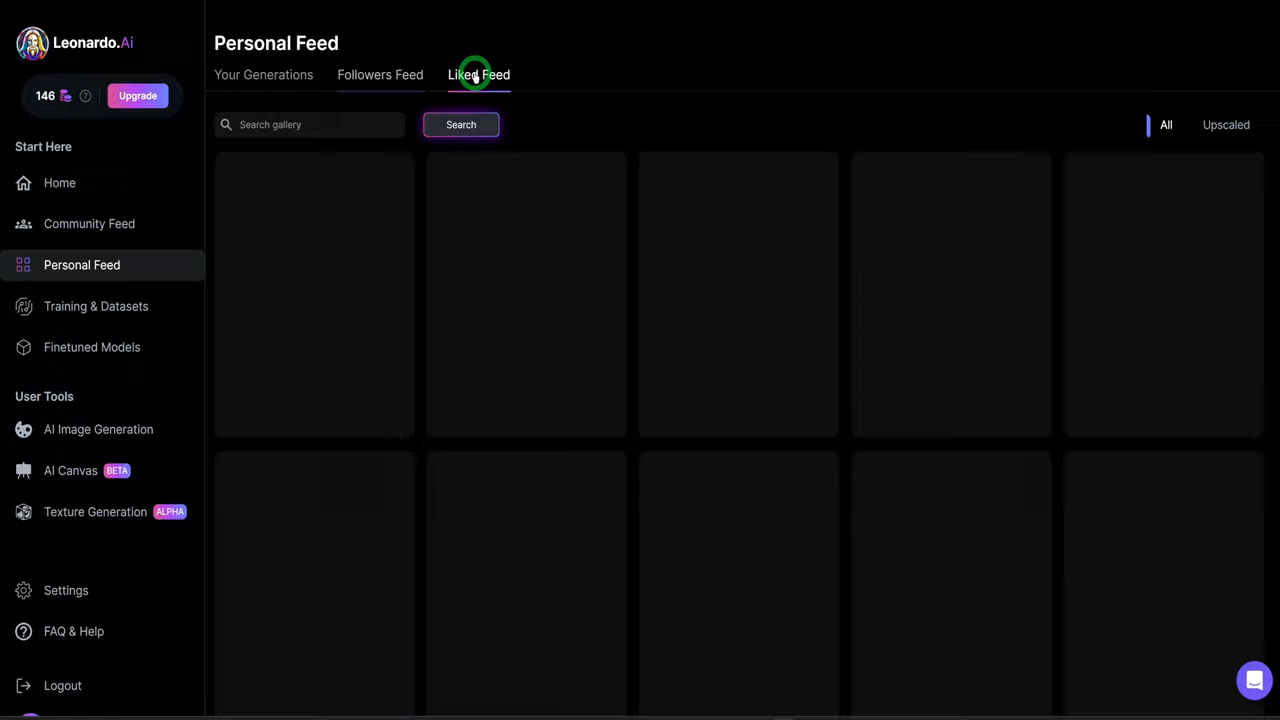 Leonardo.Ai
146
Upgrade
Start Here
Home
Community Feed
Personal Feed
Training & Datasets
Finetuned Models
User Tools
AI Image Generation
AI Canvas BETA
Texture Generation ALPHA
Settings
FAQ & Help
Logout
Personal Feed
Your Generations Followers Feed Liked Feed
Search gallery Search All Upscaled